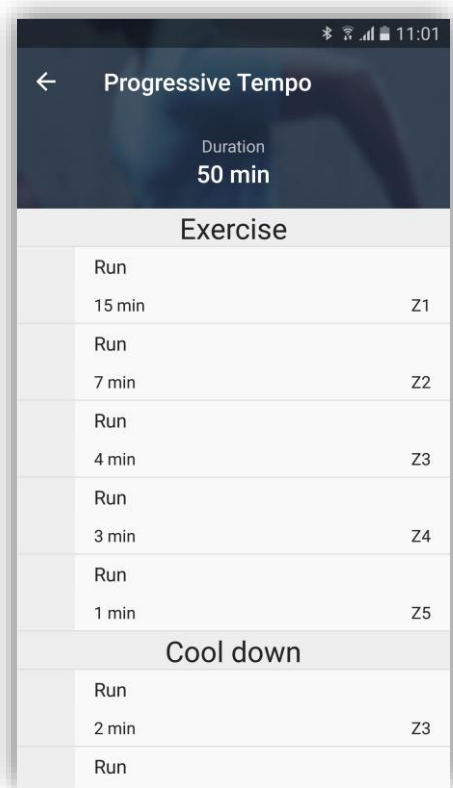 11:01
Progressive Tempo
Duration
50 min
Exercise
Run
15 min Z1
Run
7 min Z2
Run
4 min Z3
Run
3 min Z4
Run
1 min Z5
Cool down
Run
2 min Z3
Run